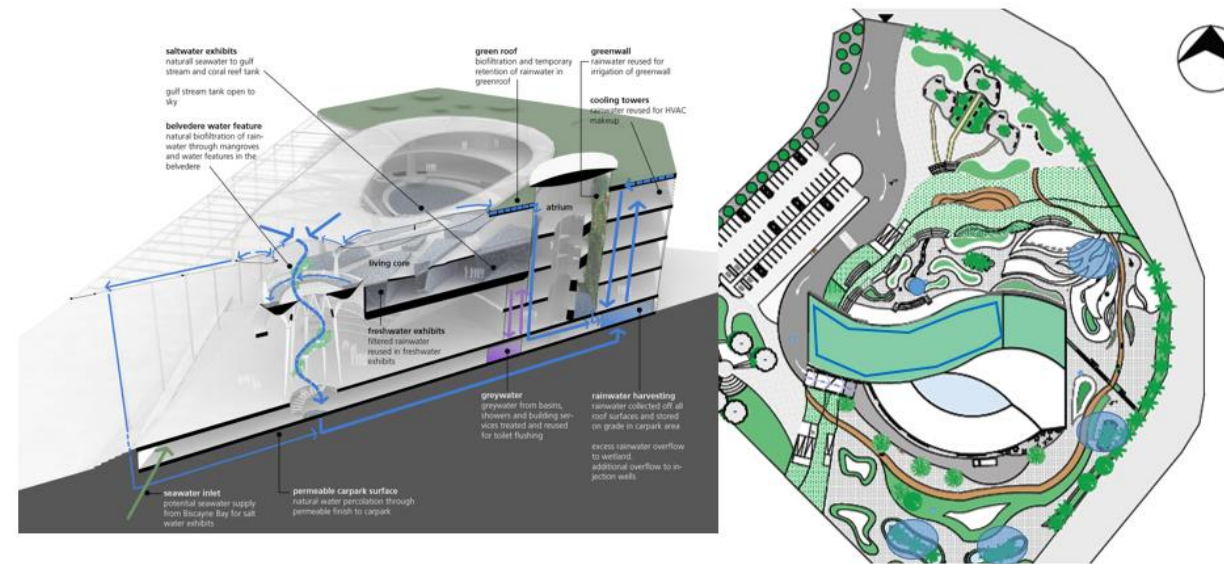 saltwater exhibits
naturall seawater to gulf
stream and coral reef tank
gulf stream tank open to
sky
belvedere water feature
natural biofiltration of rain-
water through mangroves
and water features in the
belvedere
green roof
biofiltration and temporary
retention of rainwater in
greenroof
greenwall
rainwater reused for
irrigation of greenwall
cooling towers
rainwater reused for HVAC
makeup
atrium
living core
freshwater exhibits
filtered rainwater
reused in freshwater
exhibits
greywater
greywater from basins,
showers and building ser-
vices treated and reused
for toilet flushing
rainwater harvesting
rainwater collected off all
roof surfaces and stored
on grade in carpark area
excess rainwater overflow
to wetland.
additional overflow to in-
jection wells
seawater inlet
potential seawater supply
from Biscayne Bay for salt
water exhibits
permeable carpark surface
natural water percolation through
permeable finish to carpark